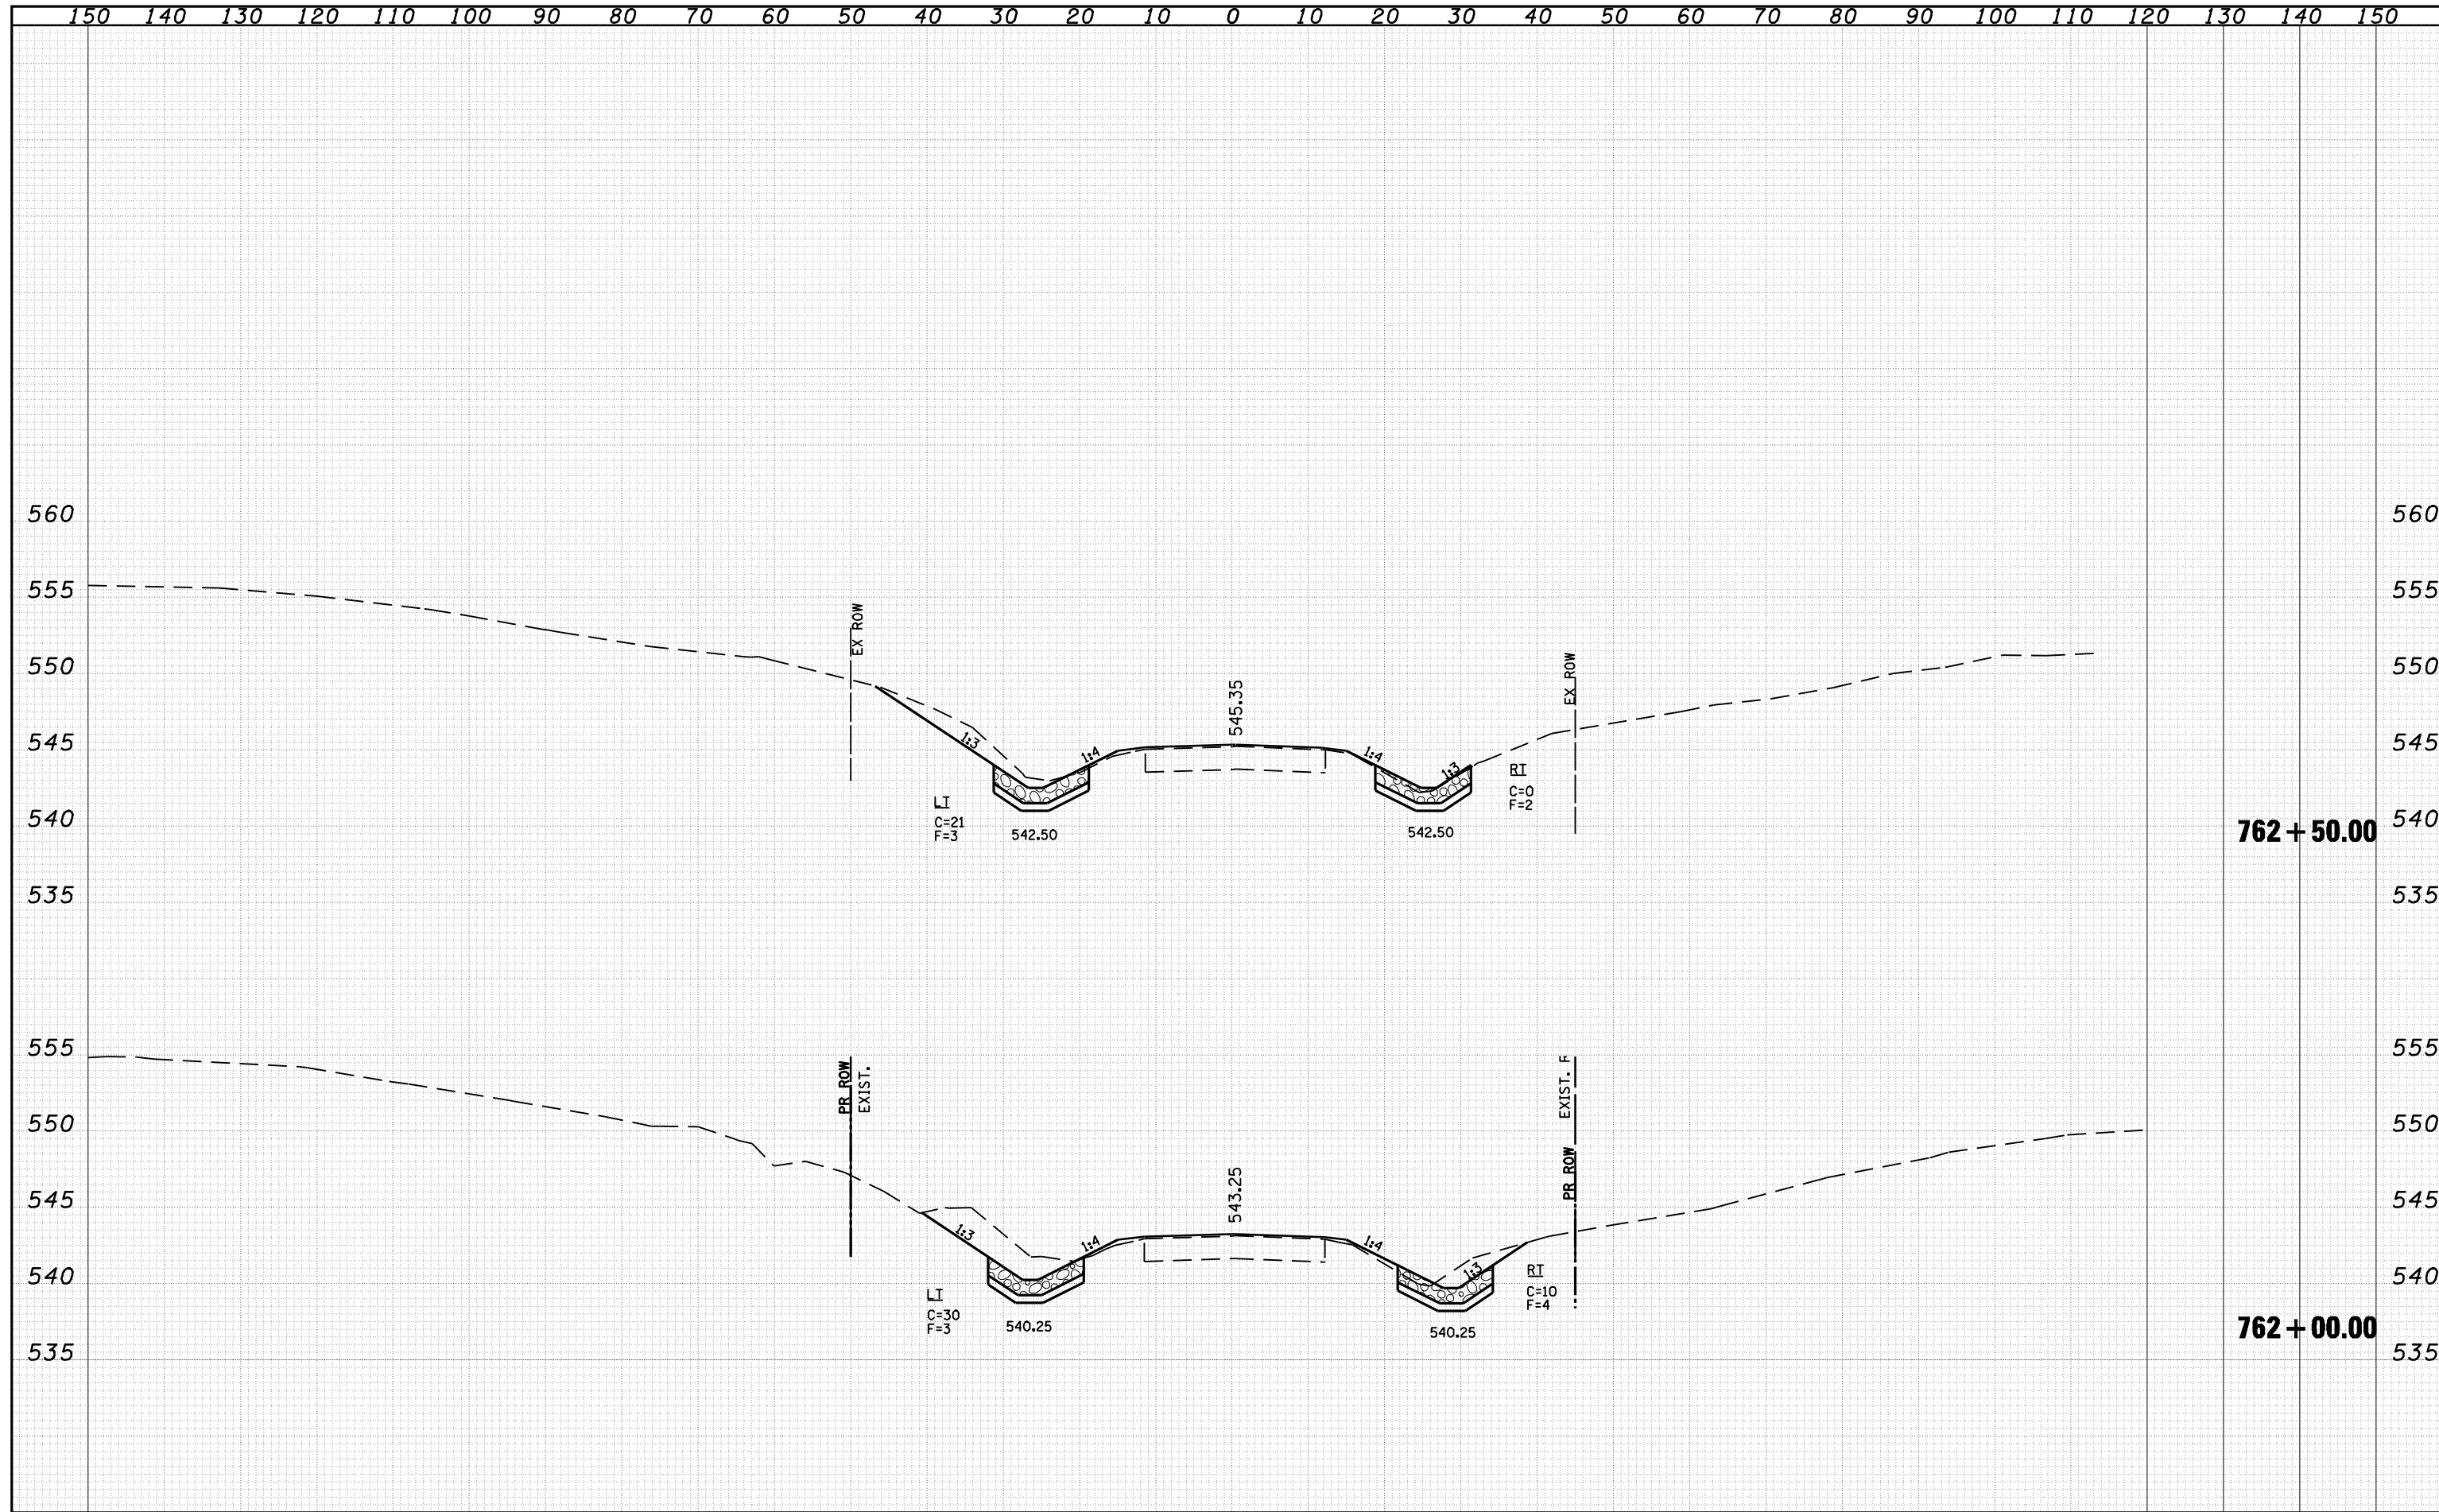 150 140 130 120 110 100 90 80 70 60 50 40 30 20 10 0 10 20 30 40 50 60 70 80 90 100 110 120 130 140 150
560 560
555 555
EX ROW
550 EX ROW 550
545.35
545 1:3 1:4 1:4 1:3 545
RT
C=0
F=2
LT
C=21
F=3
542.50 542.50
540 540
762+50.00
535 535
555 555
PR ROW EXIST. EXIST. F
550 550
PR ROW
543.25
545 545
1:3 1:4 1:4 1:3
540 540
RT
C=10
F=4
LT
C=30
F=3
540.25 540.25
762+00.00
535 535